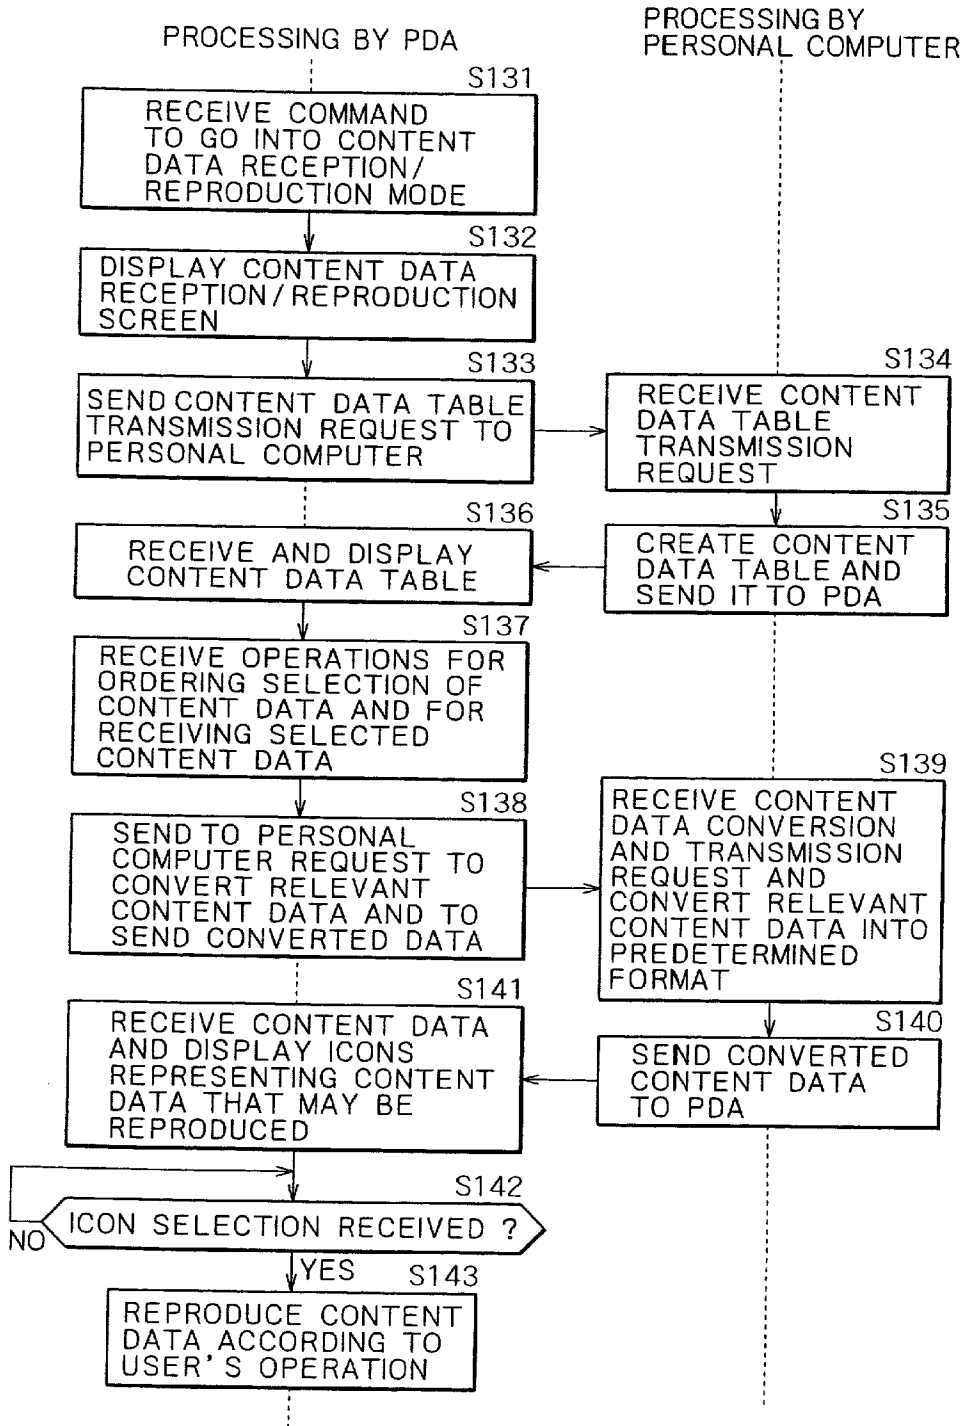 PROCESSING BY PDA
PROCESSING BY
PERSONAL COMPUTER
S131
RECEIVE COMMAND
TO GO INTO CONTENT
DATA RECEPTION/
REPRODUCTION MODE
S132
DISPLAY CONTENT DATA
RECEPTION/REPRODUCTION
SCREEN
S133
SEND CONTENT DATA TABLE
TRANSMISSION REQUEST TO
PERSONAL COMPUTER
S134
RECEIVE CONTENT
DATA TABLE
TRANSMISSION
REQUEST
S135
CREATE CONTENT
DATA TABLE AND
SEND IT TO PDA
S136
RECEIVE AND DISPLAY
CONTENT DATA TABLE
S137
RECEIVE OPERATIONS FOR
ORDERING SELECTION OF
CONTENT DATA AND FOR
RECEIVING SELECTED
CONTENT DATA
S138
SEND TO PERSONAL
COMPUTER REQUEST TO
CONVERT RELEVANT
CONTENT DATA AND TO
SEND CONVERTED DATA
S139
RECEIVE CONTENT
DATA CONVERSION
AND TRANSMISSION
REQUEST AND
CONVERT RELEVANT
CONTENT DATA INTO
PREDETERMINED
FORMAT
S140
SEND CONVERTED
CONTENT DATA
TO PDA
S141
RECEIVE CONTENT DATA
AND DISPLAY ICONS
REPRESENTING CONTENT
DATA THAT MAY BE
REPRODUCED
S142
ICON SELECTION RECEIVED ?
NO
YES
S143
REPRODUCE CONTENT
DATA ACCORDING TO
USER'S OPERATION